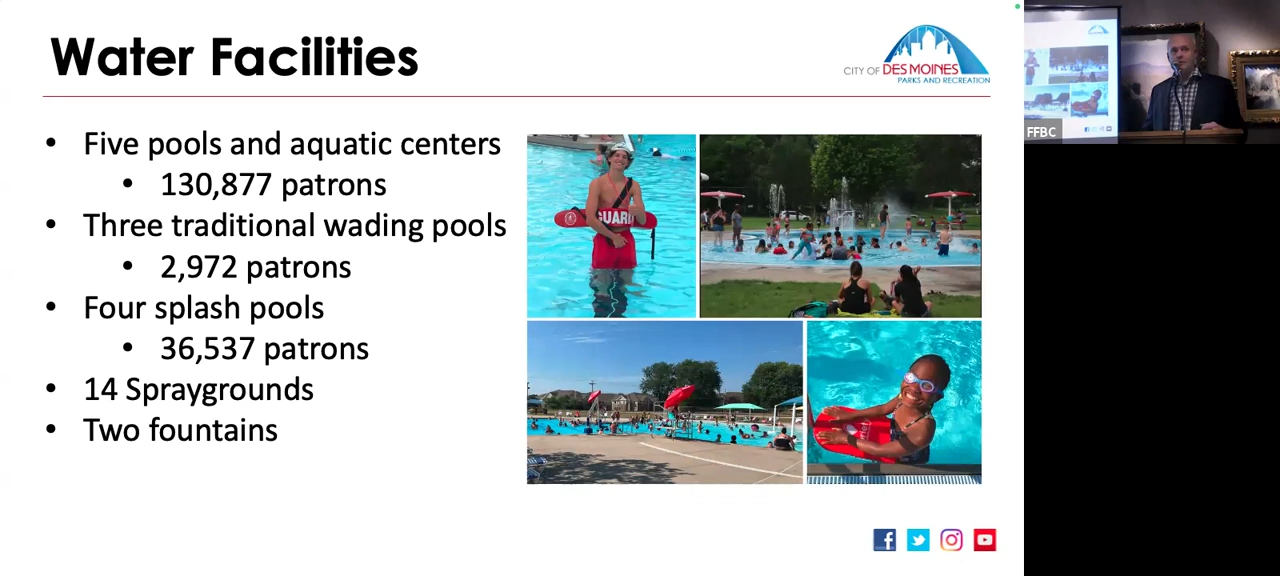 Water Facilities
CITY OF DES MOINES
PARKS AND RECREATION
• Five pools and aquatic centers
• 130,877 patrons
• Three traditional wading pools
• 2,972 patrons
• Four splash pools
• 36,537 patrons
• 14 Spraygrounds
• Two fountains
GUARD
FFBC